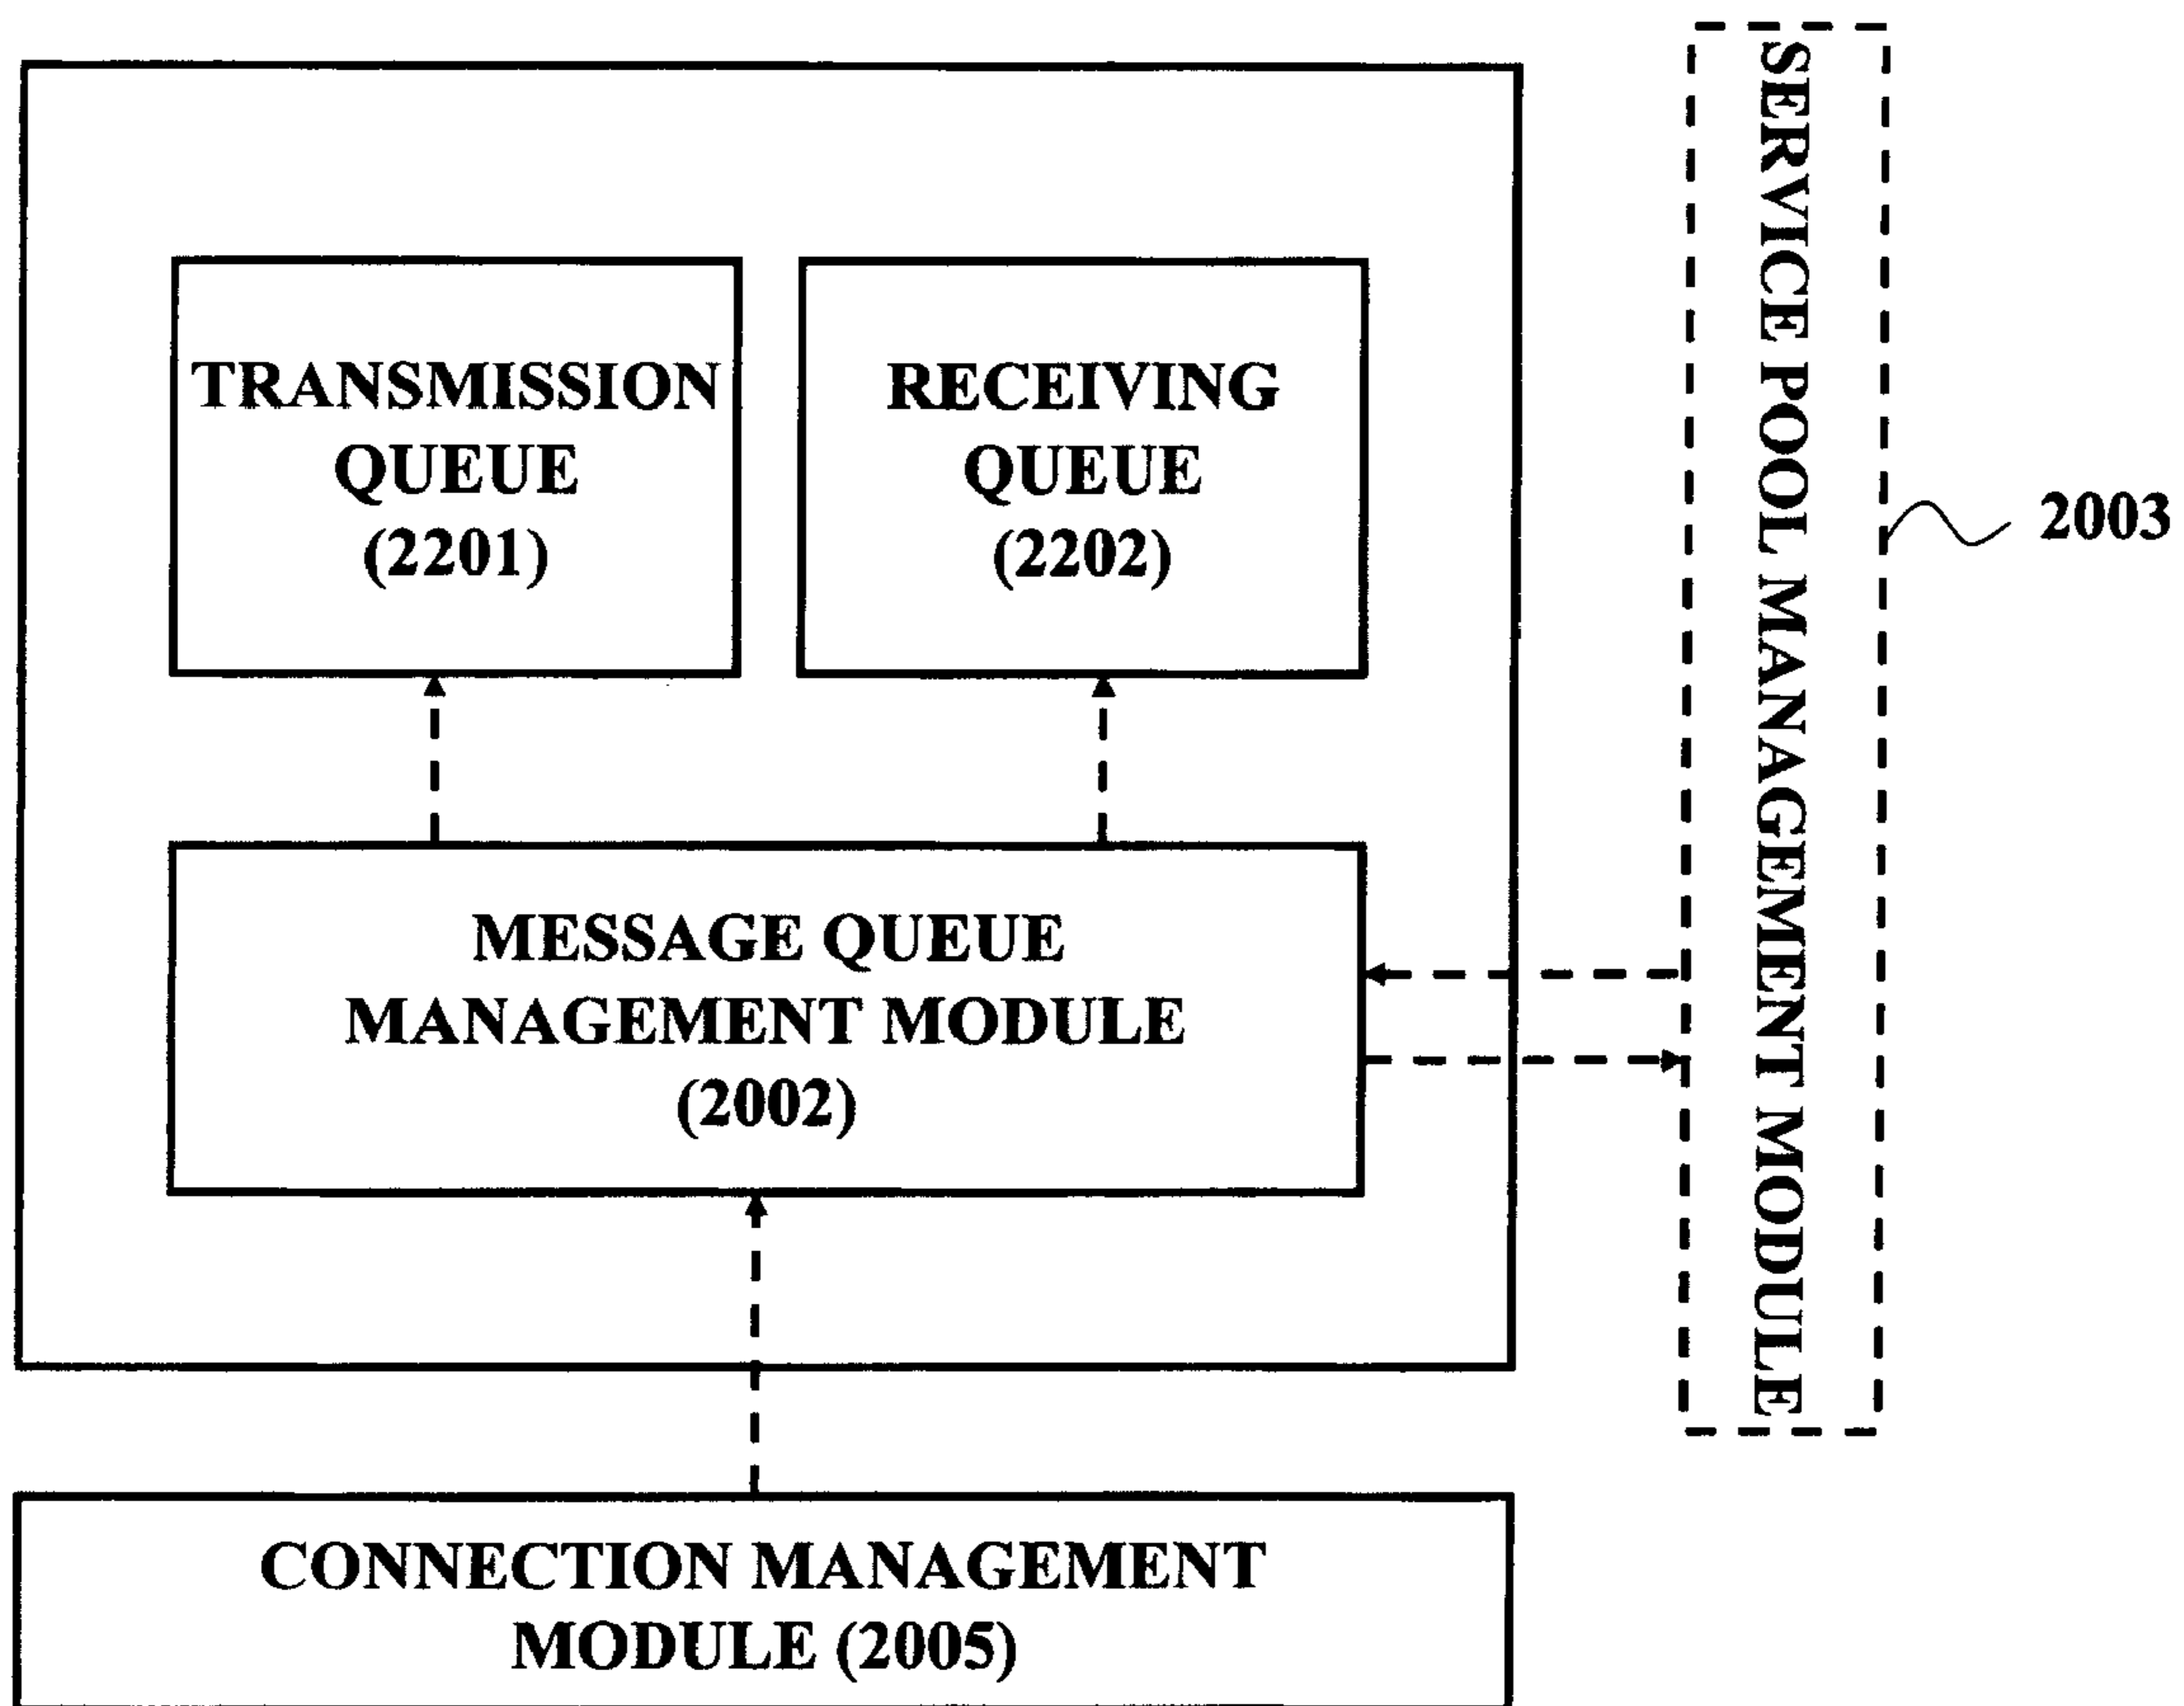 TRANSMISSION
QUEUE
(2201)
RECEIVING
QUEUE
(2202)
MESSAGE QUEUE
MANAGEMENT MODULE
(2002)
SERVICE POOL MANAGEMENT MODULE
2003
CONNECTION MANAGEMENT
MODULE (2005)